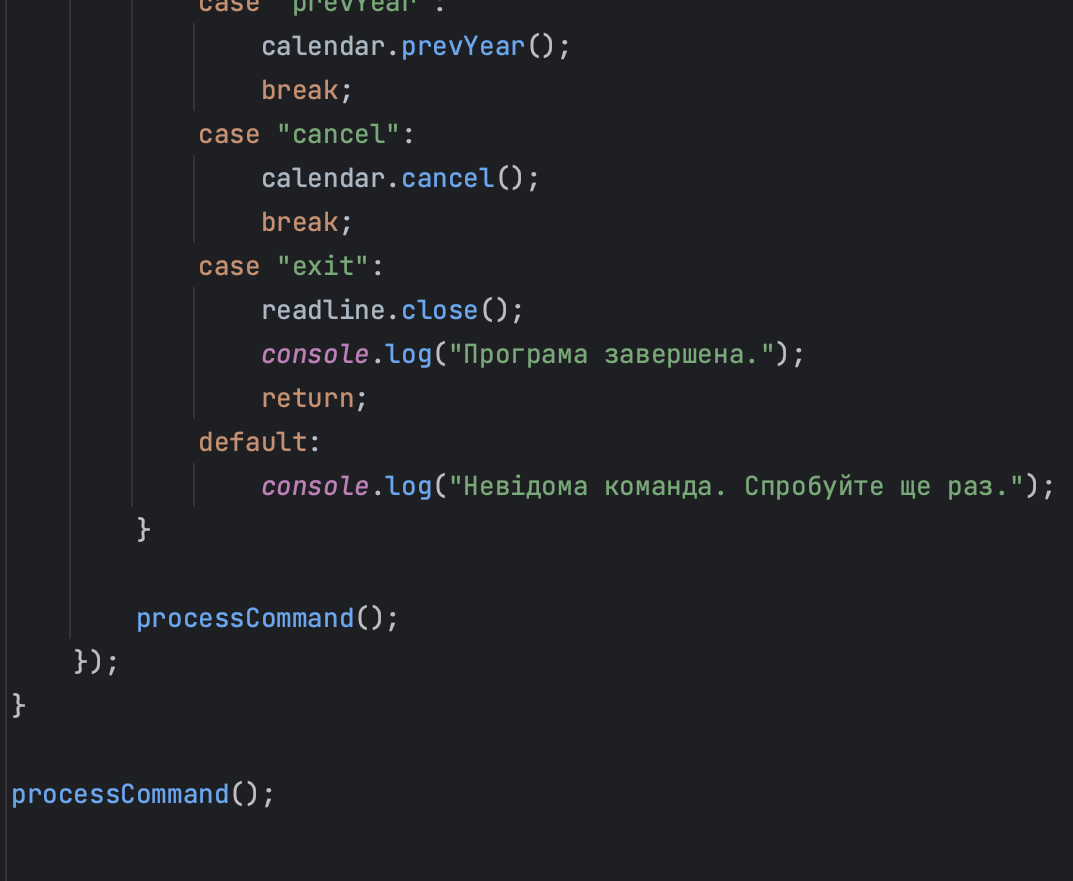 case "prevYear":
calendar.prevYear();
break;
case "cancel":
calendar.cancel();
break;
case "exit":
readline.close();
console.log("Програма завершена.");
return;
default:
console.log("Невідома команда. Спробуйте ще раз.");
}
processCommand();
});
}
processCommand();